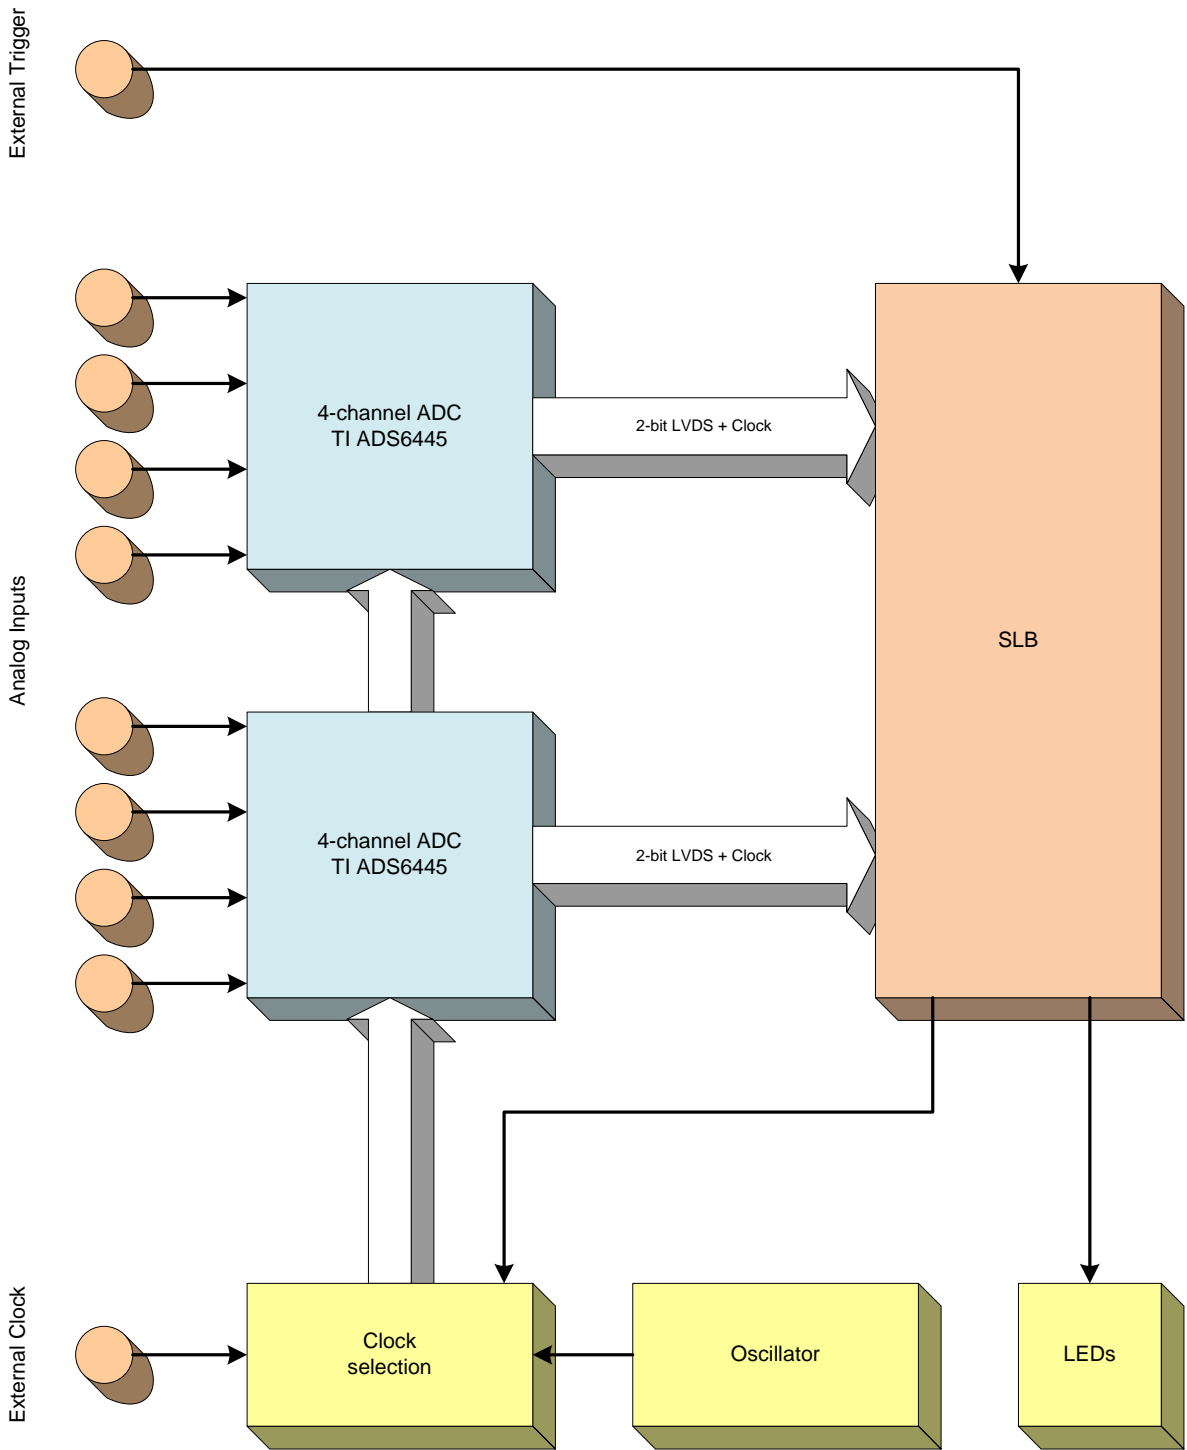 External Trigger
4-channel ADC
TI ADS6445
2-bit LVDS + Clock
SLB
Analog Inputs
4-channel ADC
TI ADS6445
2-bit LVDS + Clock
External Clock
Clock
selection
Oscillator
LEDs